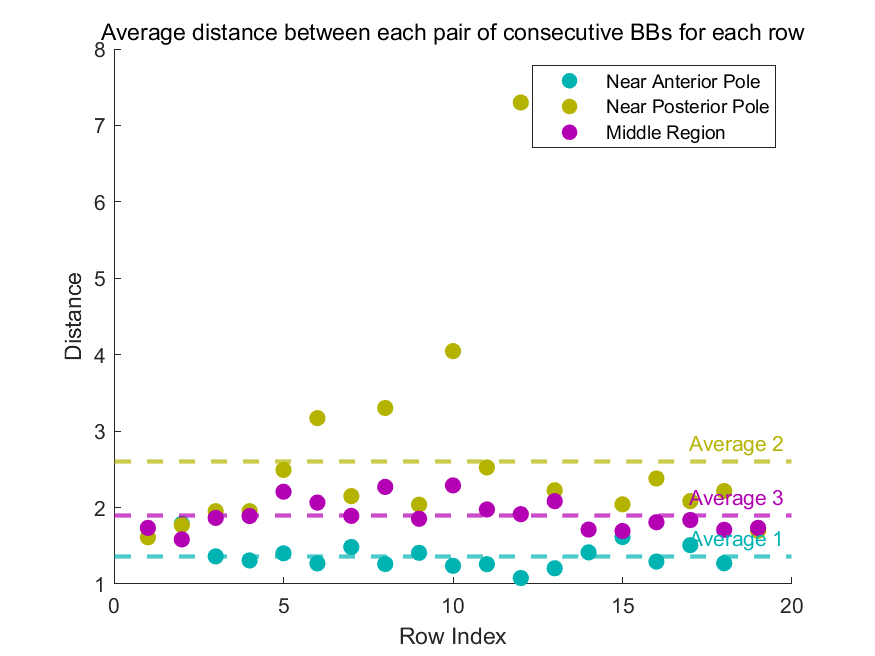 Average distance between each pair of consecutive BBs for each row
8
Near Anterior Pole
Near Posterior Pole
Middle Region
7
6
5
4
3
2
1
Distance
Average 2
Average 3
Average 1
0
5
10
15
20
Row Index